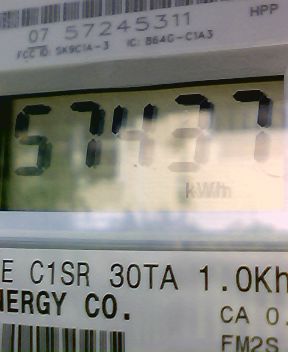 HPP
07 57245311
FCC ID: SK9C1A-3 IC: 864G-C1A3
57437
kWh
E C1SR 30TA 1.0Kh
NERGY CO.
CA 0.
FM2S